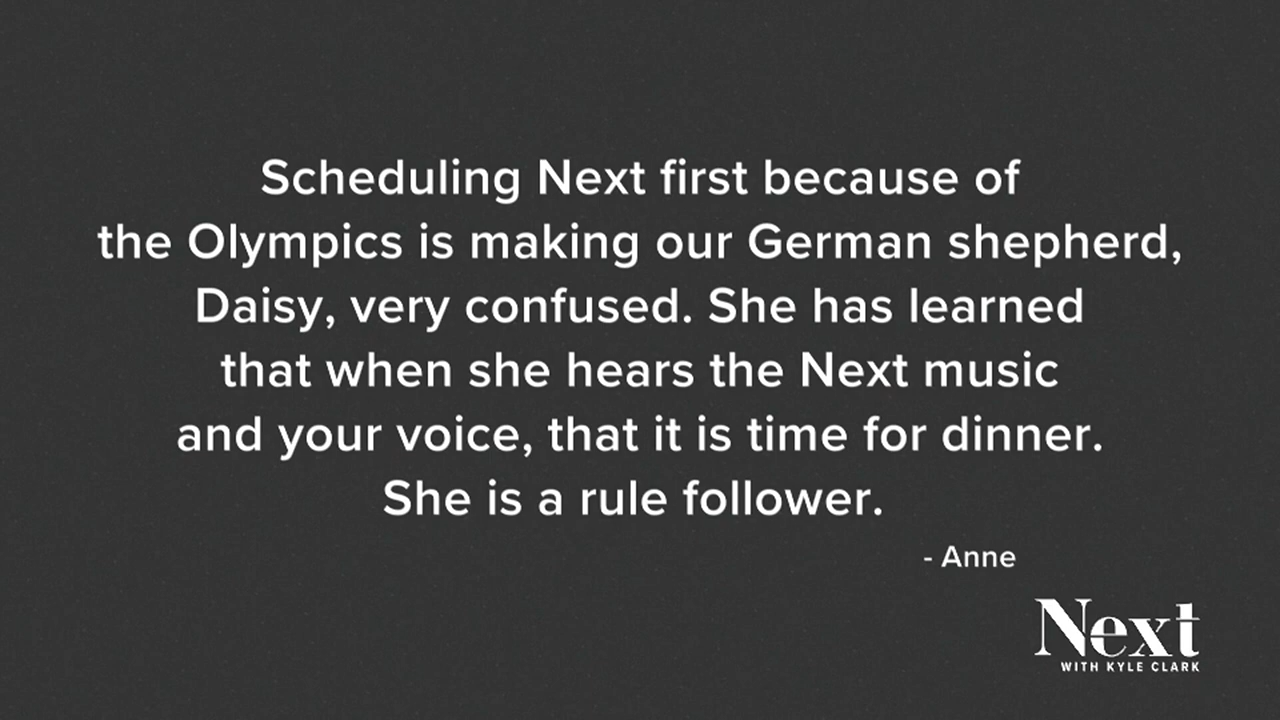 Scheduling Next first because of
the Olympics is making our German shepherd,
Daisy, very confused. She has learned
that when she hears the Next music
and your voice, that it is time for dinner.
She is a rule follower.
- Anne
Next
WITH KYLE CLARK